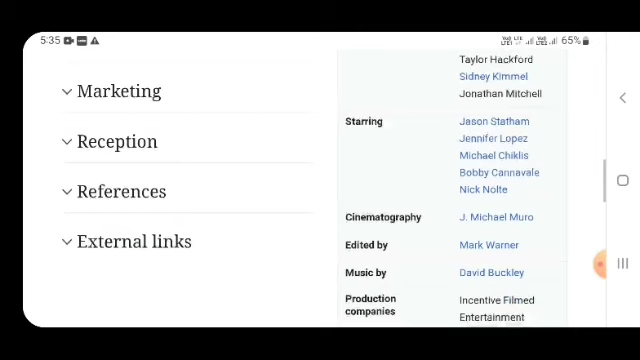 5:35
65%
Marketing
Reception
References
External links
Taylor Hackford
Sidney Kimmel
Jonathan Mitchell
Starring
Jason Statham
Jennifer Lopez
Michael Chiklis
Bobby Cannavale
Nick Nolte
Cinematography
J. Michael Muro
Edited by
Mark Warner
Music by
David Buckley
Production
companies
Incentive Filmed
Entertainment